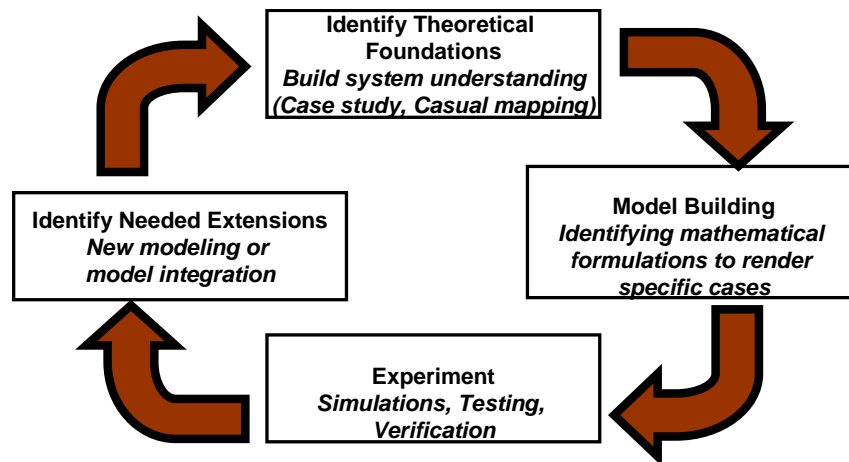 Identify Theoretical
Foundations
Build system understanding
(Case study, Casual mapping)
Model Building
Identifying mathematical
formulations to render
specific cases
Experiment
Simulations, Testing,
Verification
Identify Needed Extensions
New modeling or
model integration